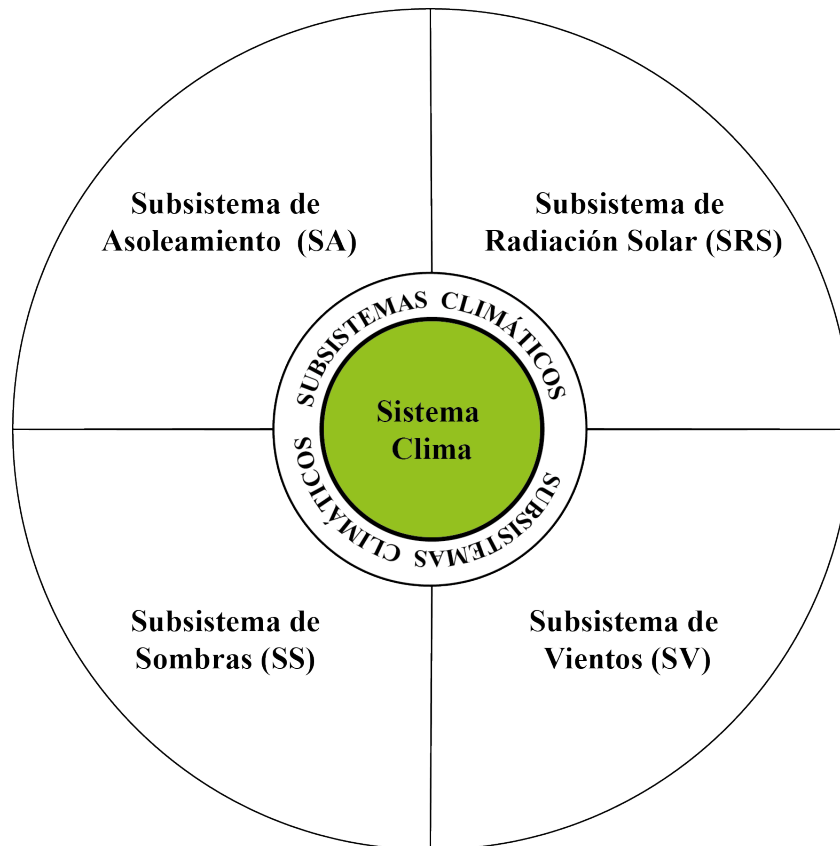 Subsistema de
Asoleamiento (SA)
Subsistema de
Radiación Solar (SRS)
SUBSISTEMAS CLIMÁTICOS
Sistema
Clima
SUBSISTEMAS CLIMÁTICOS
Subsistema de
Sombras (SS)
Subsistema de
Vientos (SV)